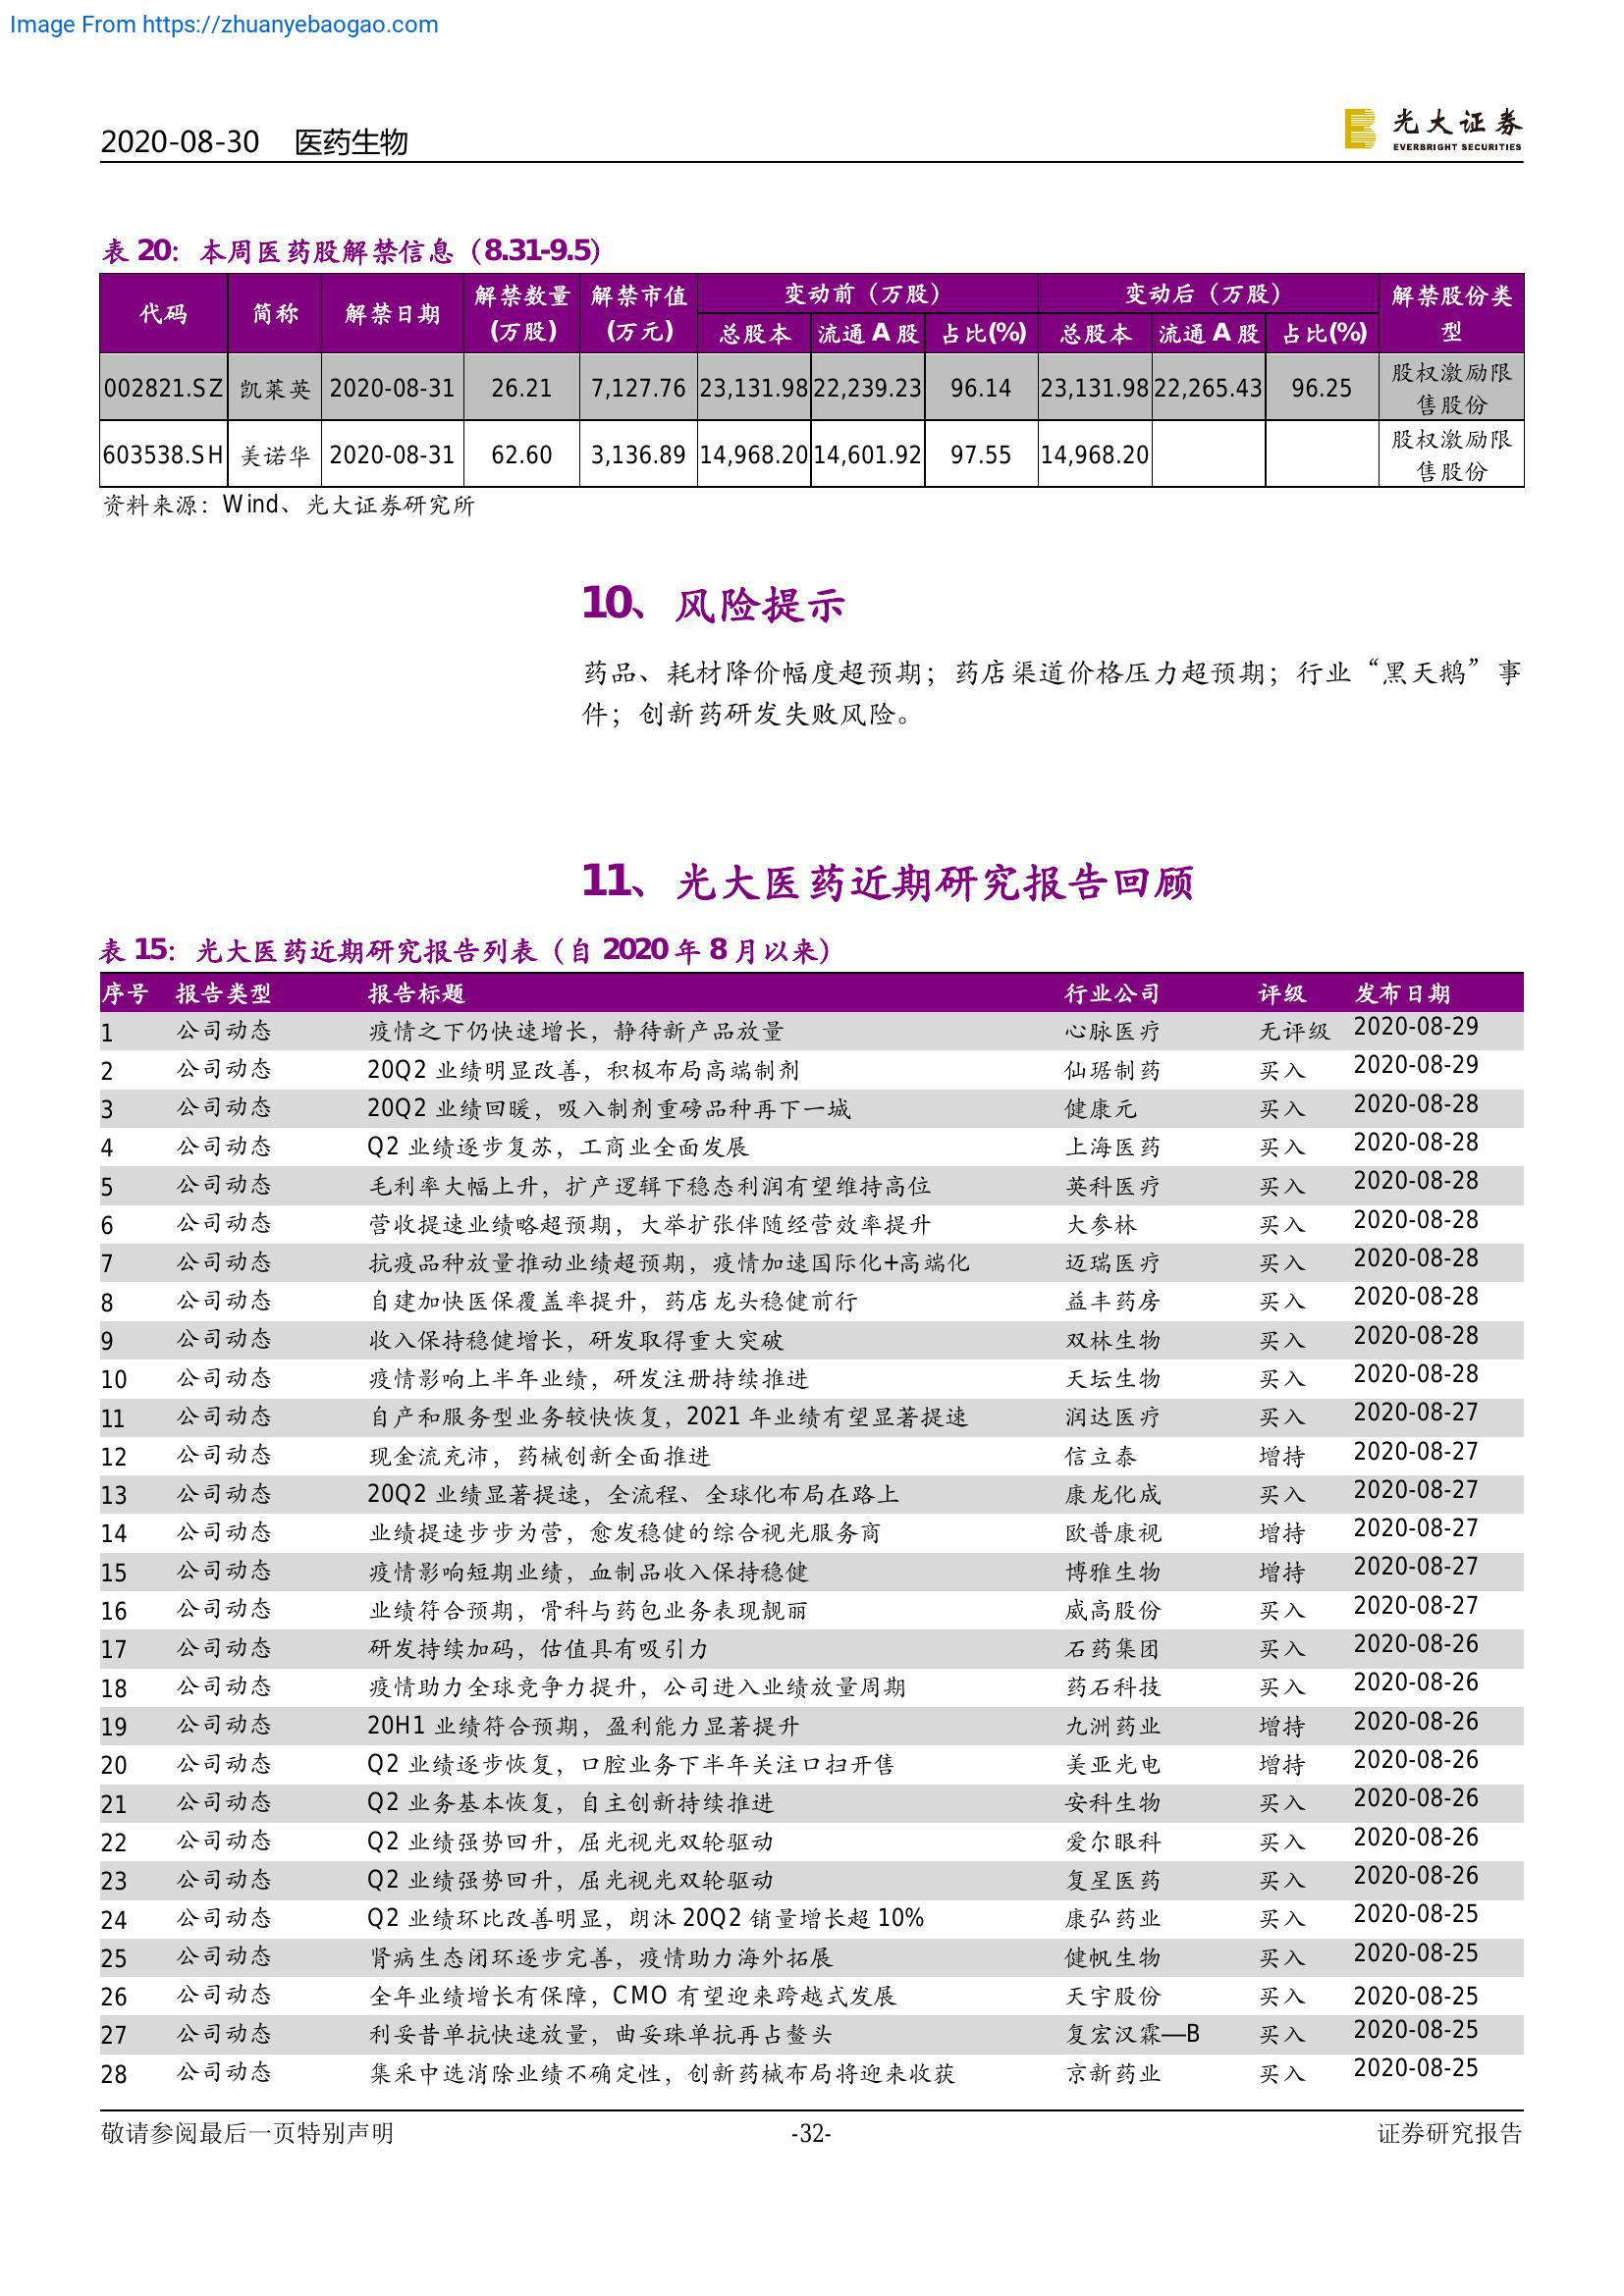 Image From https://zhuanyebaogao.com
2020-08-30 医药生物
光大证券
EVERBRIGHT SECURITIES
表 20：本周医药股解禁信息（8.31-9.5）
代码 简称 解禁日期 解禁数量(万股) 解禁市值(万元) 变动前（万股） 变动后（万股） 解禁股份类型
总股本 流通 A 股 占比(%) 总股本 流通 A 股 占比(%)
002821.SZ 凯莱英 2020-08-31 26.21 7,127.76 23,131.98 22,239.23 96.14 23,131.98 22,265.43 96.25 股权激励限售股份
603538.SH 美诺华 2020-08-31 62.60 3,136.89 14,968.20 14,601.92 97.55 14,968.20 股权激励限售股份
资料来源：Wind、光大证券研究所
10、风险提示
药品、耗材降价幅度超预期；药店渠道价格压力超预期；行业“黑天鹅”事
件；创新药研发失败风险。
11、光大医药近期研究报告回顾
表 15：光大医药近期研究报告列表（自 2020 年 8 月以来）
序号 报告类型 报告标题 行业公司 评级 发布日期
1 公司动态 疫情之下仍快速增长，静待新产品放量 心脉医疗 无评级 2020-08-29
2 公司动态 20Q2 业绩明显改善，积极布局高端制剂 仙琚制药 买入 2020-08-29
3 公司动态 20Q2 业绩回暖，吸入制剂重磅品种再下一城 健康元 买入 2020-08-28
4 公司动态 Q2 业绩逐步复苏，工商业全面发展 上海医药 买入 2020-08-28
5 公司动态 毛利率大幅上升，扩产逻辑下稳态利润有望维持高位 英科医疗 买入 2020-08-28
6 公司动态 营收提速业绩略超预期，大举扩张伴随经营效率提升 大参林 买入 2020-08-28
7 公司动态 抗疫品种放量推动业绩超预期，疫情加速国际化+高端化 迈瑞医疗 买入 2020-08-28
8 公司动态 自建加快医保覆盖率提升，药店龙头稳健前行 益丰药房 买入 2020-08-28
9 公司动态 收入保持稳健增长，研发取得重大突破 双林生物 买入 2020-08-28
10 公司动态 疫情影响上半年业绩，研发注册持续推进 天坛生物 买入 2020-08-28
11 公司动态 自产和服务型业务较快恢复，2021 年业绩有望显著提速 润达医疗 买入 2020-08-27
12 公司动态 现金流充沛，药械创新全面推进 信立泰 增持 2020-08-27
13 公司动态 20Q2 业绩显著提速，全流程、全球化布局在路上 康龙化成 买入 2020-08-27
14 公司动态 业绩提速步步为营，愈发稳健的综合视光服务商 欧普康视 增持 2020-08-27
15 公司动态 疫情影响短期业绩，血制品收入保持稳健 博雅生物 增持 2020-08-27
16 公司动态 业绩符合预期，骨科与药包业务表现靓丽 威高股份 买入 2020-08-27
17 公司动态 研发持续加码，估值具有吸引力 石药集团 买入 2020-08-26
18 公司动态 疫情助力全球竞争力提升，公司进入业绩放量周期 药石科技 买入 2020-08-26
19 公司动态 20H1 业绩符合预期，盈利能力显著提升 九洲药业 增持 2020-08-26
20 公司动态 Q2 业绩逐步恢复，口腔业务下半年关注口扫开售 美亚光电 增持 2020-08-26
21 公司动态 Q2 业务基本恢复，自主创新持续推进 安科生物 买入 2020-08-26
22 公司动态 Q2 业绩强势回升，屈光视光双轮驱动 爱尔眼科 买入 2020-08-26
23 公司动态 Q2 业绩强势回升，屈光视光双轮驱动 复星医药 买入 2020-08-26
24 公司动态 Q2 业绩环比改善明显，朗沐 20Q2 销量增长超 10% 康弘药业 买入 2020-08-25
25 公司动态 肾病生态闭环逐步完善，疫情助力海外拓展 健帆生物 买入 2020-08-25
26 公司动态 全年业绩增长有保障，CMO 有望迎来跨越式发展 天宇股份 买入 2020-08-25
27 公司动态 利妥昔单抗快速放量，曲妥珠单抗再占鳌头 复宏汉霖—B 买入 2020-08-25
28 公司动态 集采中选消除业绩不确定性，创新药械布局将迎来收获 京新药业 买入 2020-08-25
敬请参阅最后一页特别声明 -32- 证券研究报告